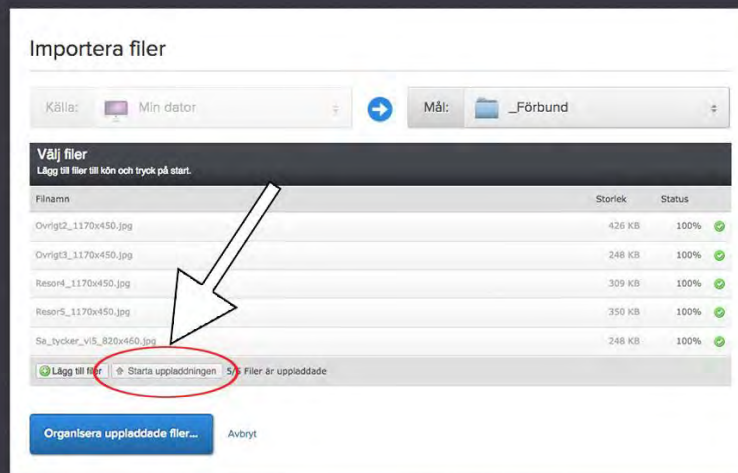 Importera filer
Källa: Min dator Mål: _Förbund
Välj filer
Lägg till filer till kön och tryck på start.
Filnamn Storlek Status
Ovrigt2_1170x450.jpg 426 KB 100%
Ovrigt3_1170x450.jpg 248 KB 100%
Resor4_1170x450.jpg 309 KB 100%
Resor5_1170x450.jpg 350 KB 100%
Sa_tycker_vi5_820x460.jpg 248 KB 100%
Lägg till filer Starta uppladdningen 5/5 Filer är uppladdade
Organisera uppladdade filer... Avbryt